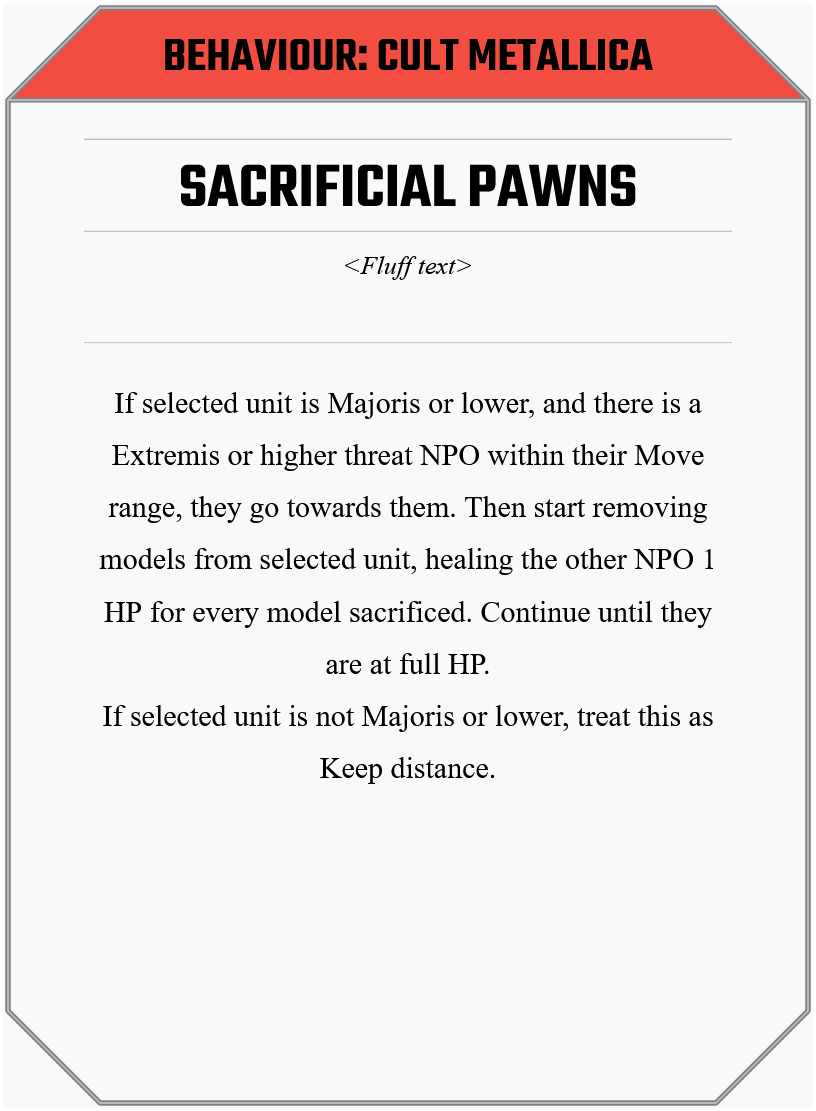 BEHAVIOUR: CULT METALLICA
SACRIFICIAL PAWNS
<Fluff text>
If selected unit is Majoris or lower, and there is a
Extremis or higher threat NPO within their Move
range, they go towards them. Then start removing
models from selected unit, healing the other NPO 1
HP for every model sacrificed. Continue until they
are at full HP.
If selected unit is not Majoris or lower, treat this as
Keep distance.